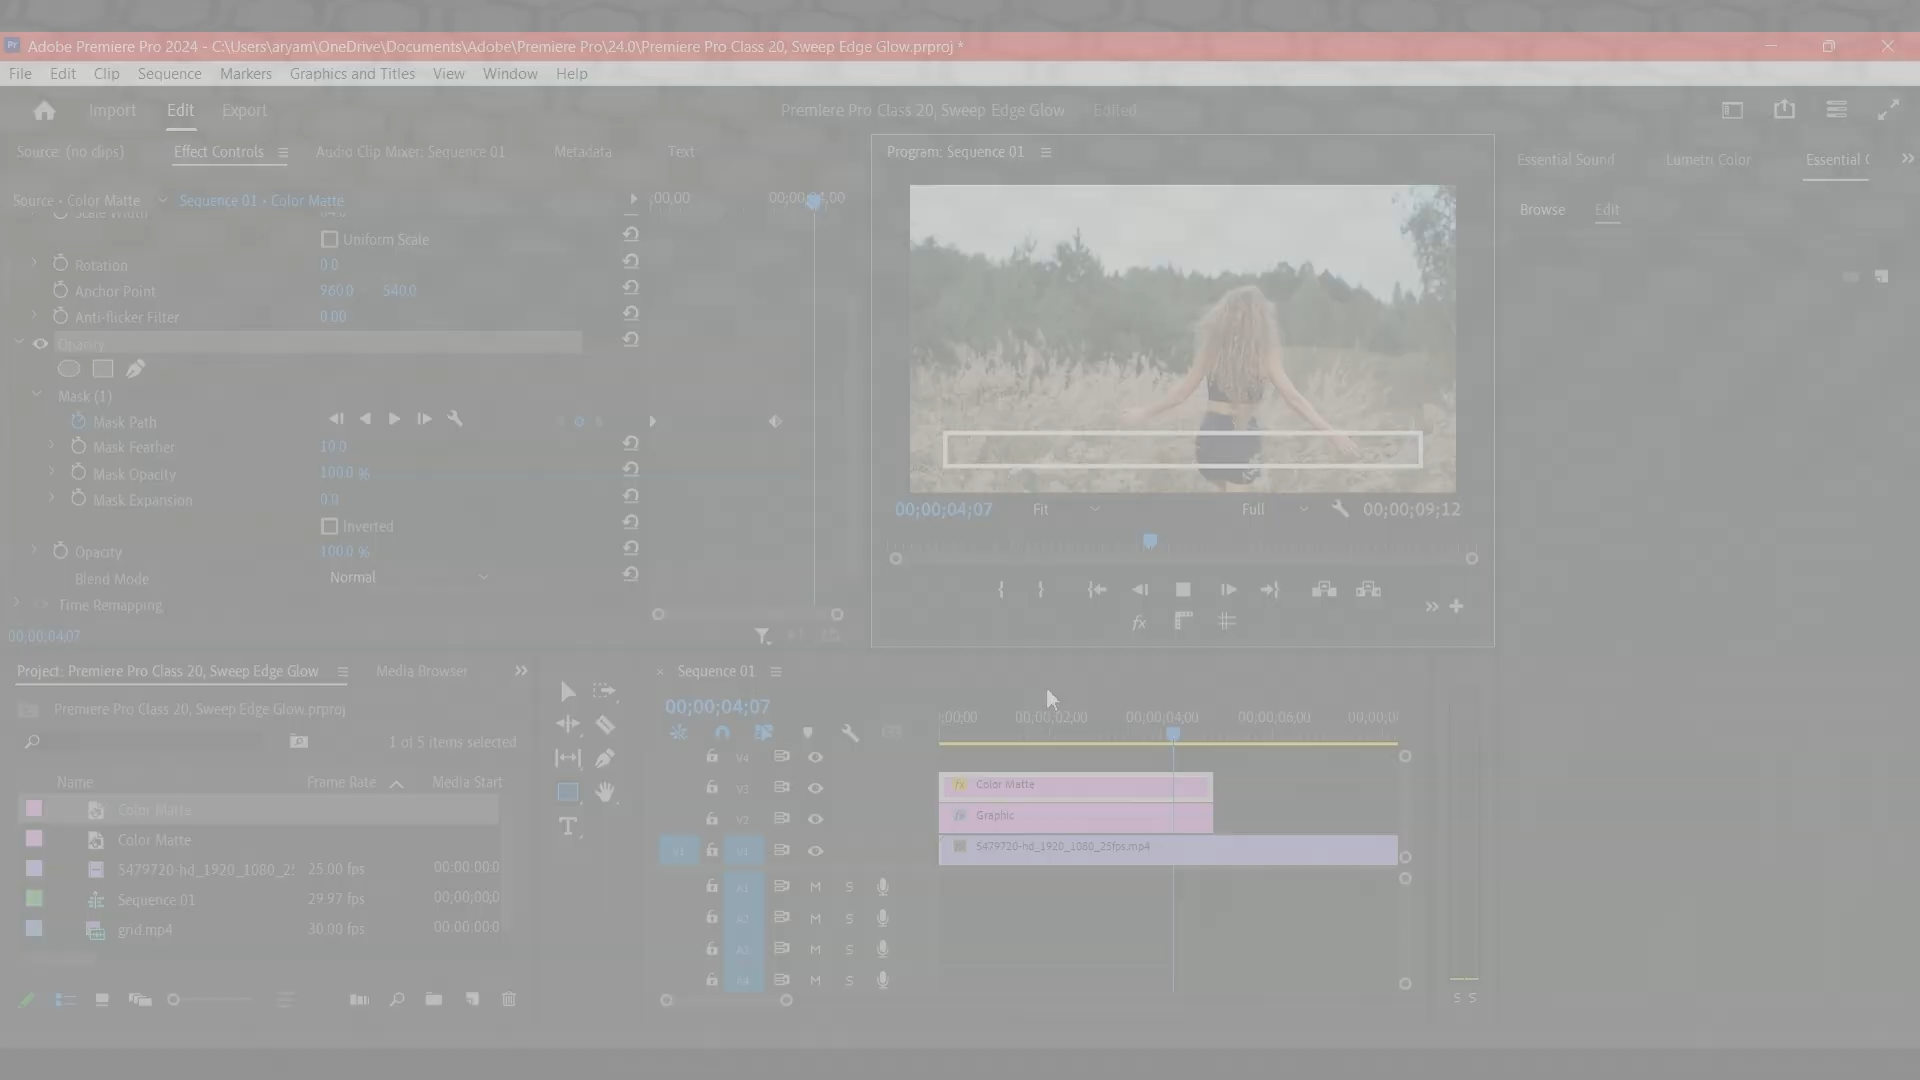 Adobe Premiere Pro 2024 - C:\Users\aryam\OneDrive\Documents\Adobe\Premiere Pro\24.0\Premiere Pro Class 20, Sweep Edge Glow.prproj *
File Edit Clip Sequence Markers Graphics and Titles View Window Help
Import Edit Export
Premiere Pro Class 20, Sweep Edge Glow Edited
Source: (no clips) Effect Controls Audio Clip Mixer: Sequence 01 Metadata Text
Program: Sequence 01
Essential Sound Lumetri Color Essential
Source • Color Matte Sequence 01 • Color Matte
Browse Edit
Scale Width
Uniform Scale
Rotation 0.0
Anchor Point 960.0 540.0
Anti-flicker Filter 0.00
Opacity
Mask (1)
Mask Path
Mask Feather 10.0
Mask Opacity 100.0 %
Mask Expansion 0.0
Inverted
Opacity 100.0 %
Blend Mode Normal
Time Remapping
00;00;04;07
00;00;04;07 Fit Full 00;00;09;12
Project: Premiere Pro Class 20, Sweep Edge Glow Media Browser
Premiere Pro Class 20, Sweep Edge Glow.prproj
1 of 5 items selected
Name Frame Rate Media Start
Color Matte
Color Matte
5479720-hd_1920_1080_2 25.00 fps 00:00:00:0
Sequence 01 29.97 fps 00;00;00;0
grid.mp4 30.00 fps 00:00:00:0
Sequence 01
00;00;04;07
;00;00 00;00;02;00 00;00;04;00 00;00;06;00
V4
V3 Color Matte
V2 Graphic
V1 V1 5479720-hd_1920_1080_25fps.mp4
A1 M S
A2 M S
A3 M S
A4 M S
S S